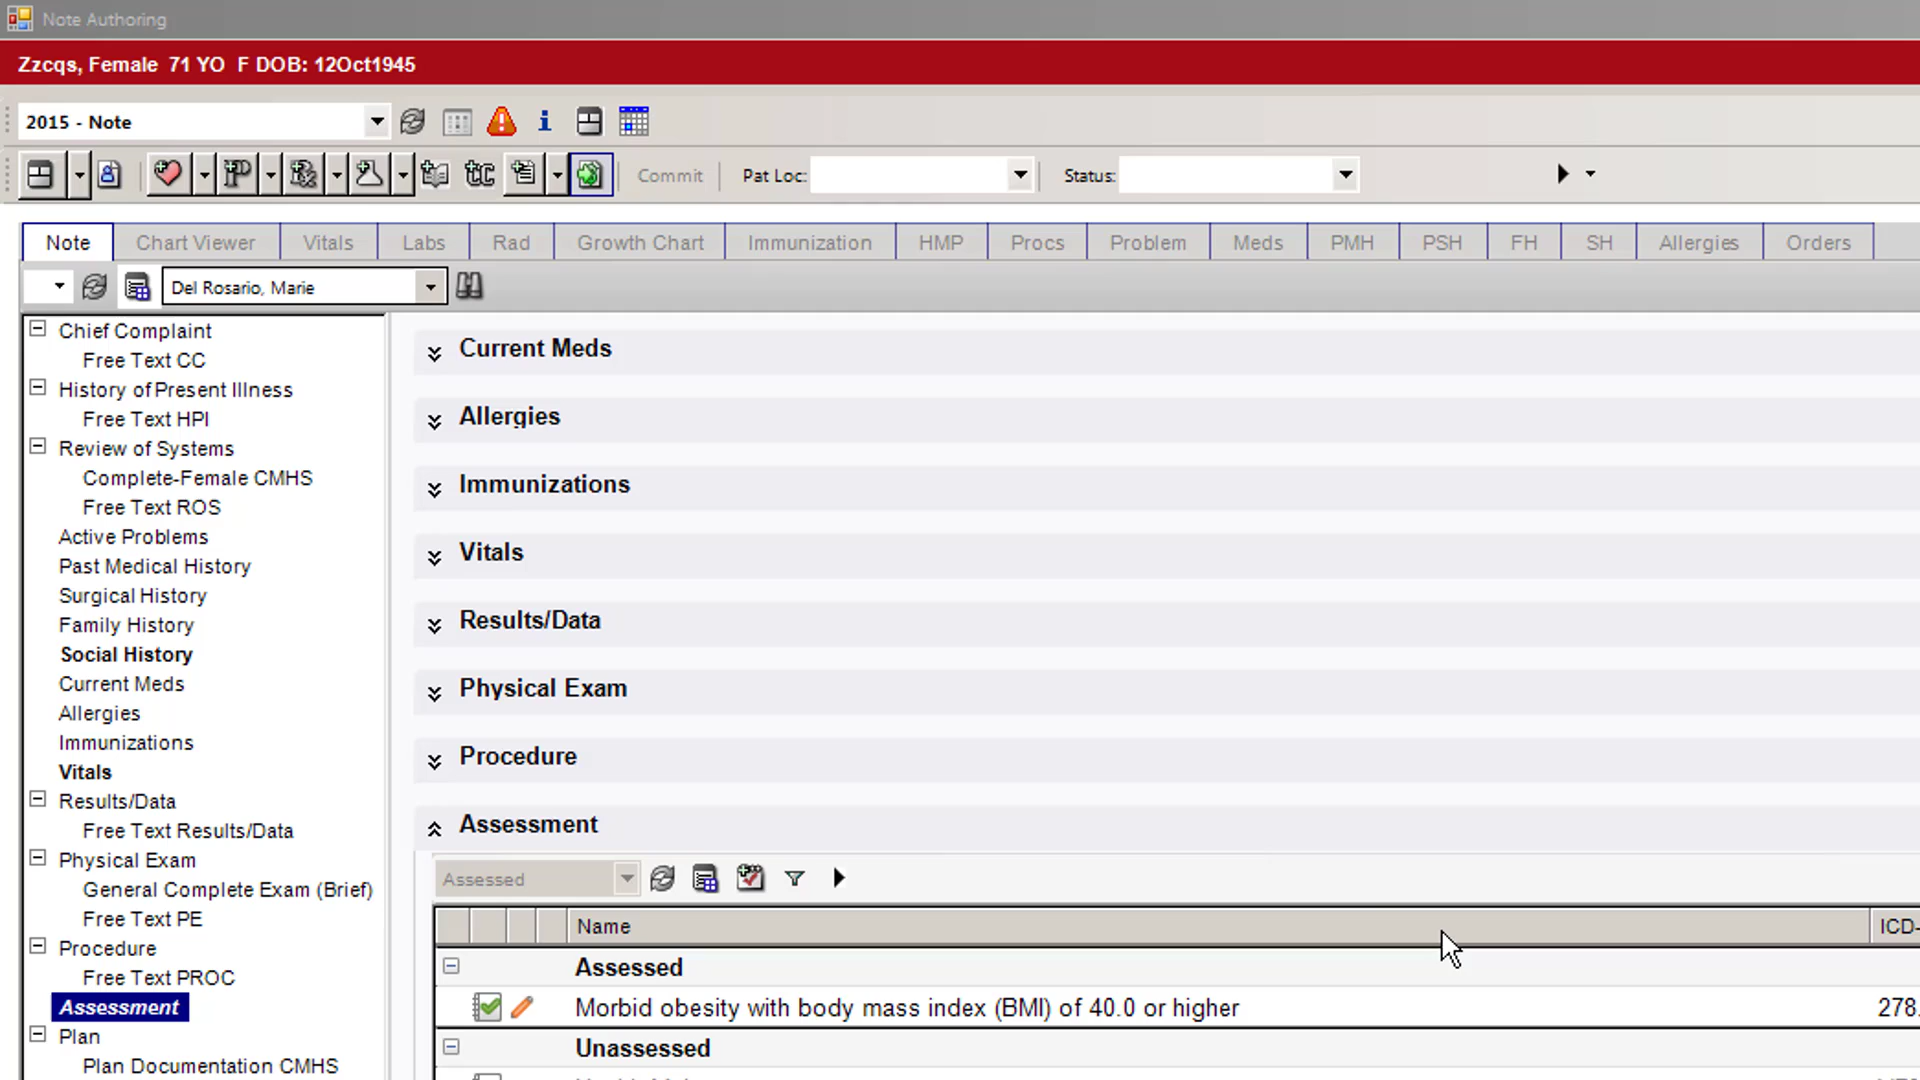 Note Authoring
Zzcqs, Female 71 YO F DOB: 12Oct1945
2015 - Note
Commit Pat Loc: Status:
Note Chart Viewer Vitals Labs Rad Growth Chart Immunization HMP Procs Problem Meds PMH PSH FH SH Allergies Orders
Del Rosario, Marie
Chief Complaint
Free Text CC
History of Present Illness
Free Text HPI
Review of Systems
Complete-Female CMHS
Free Text ROS
Active Problems
Past Medical History
Surgical History
Family History
Social History
Current Meds
Allergies
Immunizations
Vitals
Results/Data
Free Text Results/Data
Physical Exam
General Complete Exam (Brief)
Free Text PE
Procedure
Free Text PROC
Assessment
Plan
Plan Documentation CMHS
Current Meds
Allergies
Immunizations
Vitals
Results/Data
Physical Exam
Procedure
Assessment
Assessed
Name ICD-
Assessed
Morbid obesity with body mass index (BMI) of 40.0 or higher 278.
Unassessed